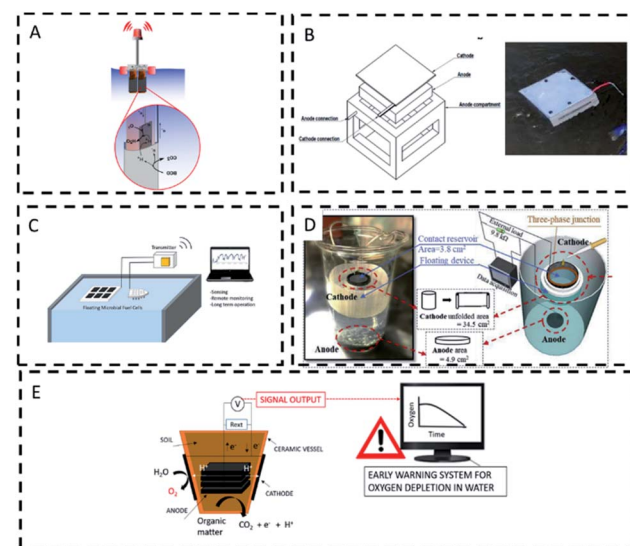 A
B
Cathode
Anode
Anode compartment
Anode connection
Cathode connection
C
Transmitter
-Sensing
-Remote monitoring
-Long term operation
Floating Microbial Fuel Cells
D
Three-phase junction
External load
9.8 kΩ
Cathode
Contact reservoir
Area=3.8 cm²
Floating device
Data acquisition
Cathode
Cathode unfolded area
= 34.5 cm²
Anode
Anode
Anode area
= 4.9 cm²
E
V
SIGNAL OUTPUT
Rext
SOIL
e⁻
e⁻
CERAMIC VESSEL
H⁺
H⁺
H₂O
O₂
CATHODE
ANODE
Organic
matter
CO₂ + e⁻ + H⁺
Oxygen
Time
EARLY WARNING SYSTEM FOR
OXYGEN DEPLETION IN WATER